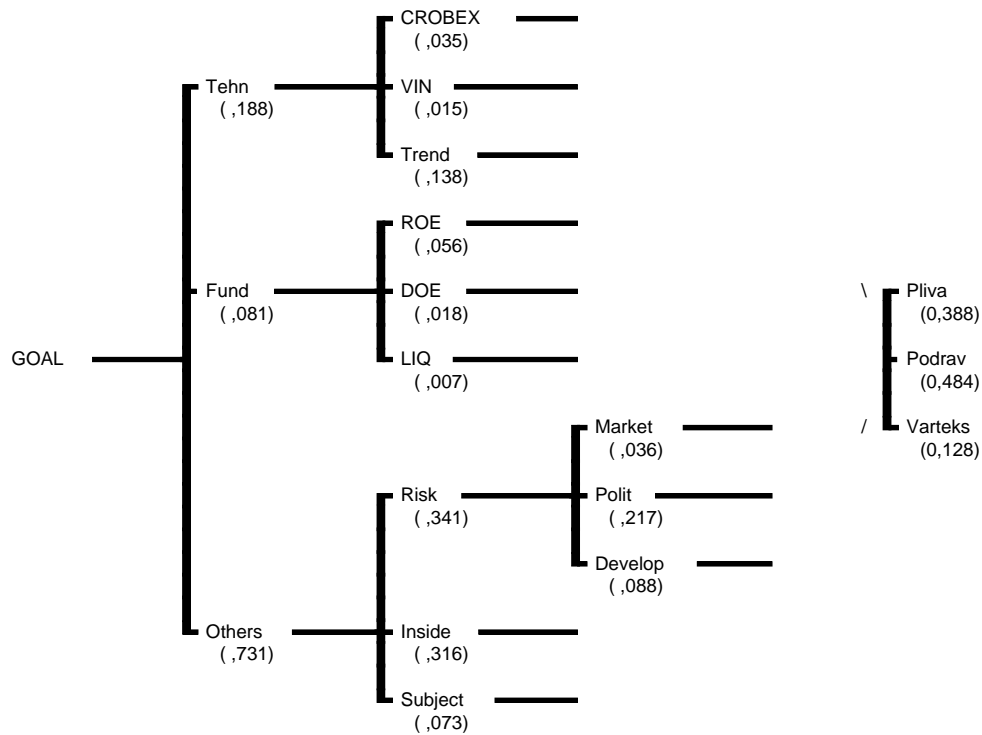 CROBEX
( ,035)
Tehn
( ,188)
VIN
( ,015)
Trend
( ,138)
ROE
( ,056)
Fund
( ,081)
DOE
( ,018)
\
Pliva
(0,388)
GOAL
LIQ
( ,007)
Podrav
(0,484)
Market
( ,036)
/
Varteks
(0,128)
Risk
( ,341)
Polit
( ,217)
Develop
( ,088)
Others
( ,731)
Inside
( ,316)
Subject
( ,073)